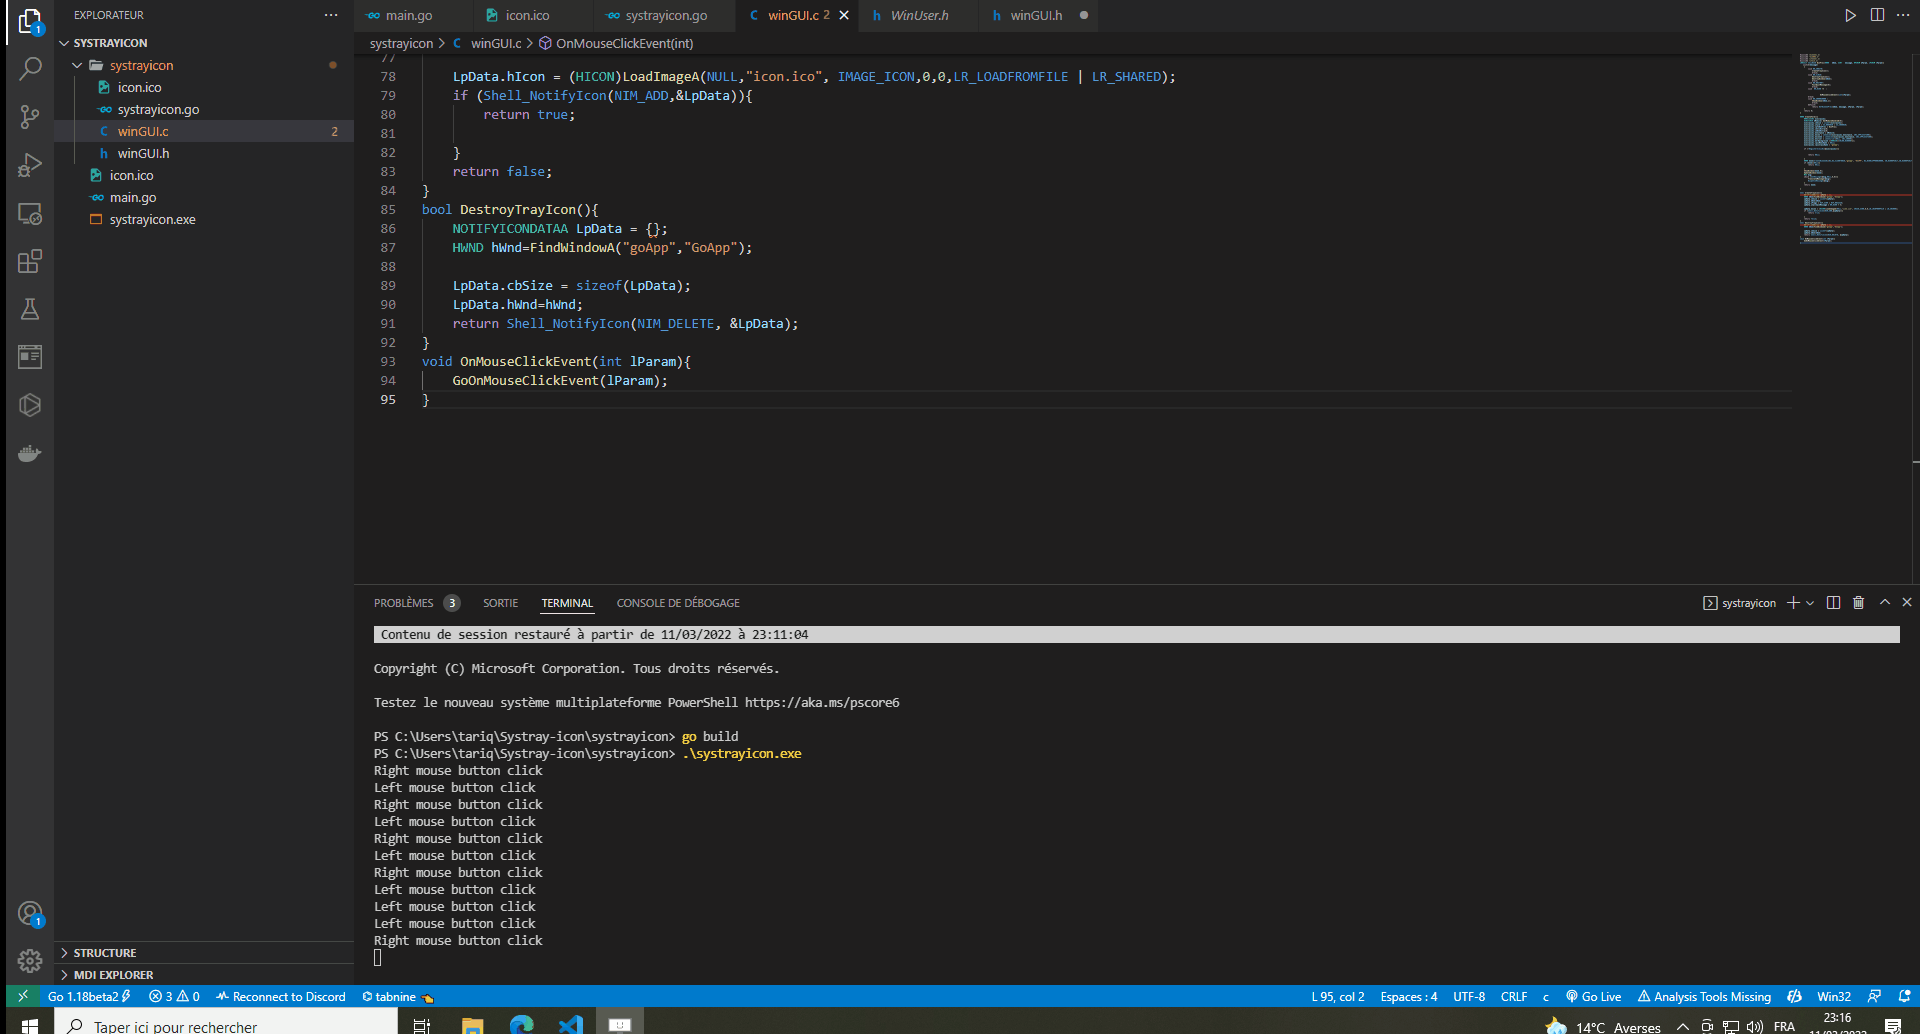 EXPLORATEUR
main.go
icon.ico
systrayicon.go
winGUI.c 2
WinUser.h
winGUI.h
SYSTRAYICON
systrayicon
icon.ico
systrayicon.go
winGUI.c 2
winGUI.h
icon.ico
main.go
systrayicon.exe
STRUCTURE
MDI EXPLORER
systrayicon > C winGUI.c > OnMouseClickEvent(int)
77
78 LpData.hIcon = (HICON)LoadImageA(NULL,"icon.ico", IMAGE_ICON,0,0,LR_LOADFROMFILE | LR_SHARED);
79 if (Shell_NotifyIcon(NIM_ADD,&LpData)){
80 return true;
81
82 }
83 return false;
84 }
85 bool DestroyTrayIcon(){
86 NOTIFYICONDATAA LpData = {};
87 HWND hWnd=FindWindowA("goApp","GoApp");
88
89 LpData.cbSize = sizeof(LpData);
90 LpData.hWnd=hWnd;
91 return Shell_NotifyIcon(NIM_DELETE, &LpData);
92 }
93 void OnMouseClickEvent(int lParam){
94 GoOnMouseClickEvent(lParam);
95 }
PROBLÈMES 3 SORTIE TERMINAL CONSOLE DE DÉBOGAGE
systrayicon
Contenu de session restauré à partir de 11/03/2022 à 23:11:04
Copyright (C) Microsoft Corporation. Tous droits réservés.
Testez le nouveau système multiplateforme PowerShell https://aka.ms/pscore6
PS C:\Users\tariq\Systray-icon\systrayicon> go build
PS C:\Users\tariq\Systray-icon\systrayicon> .\systrayicon.exe
Right mouse button click
Left mouse button click
Right mouse button click
Left mouse button click
Right mouse button click
Left mouse button click
Right mouse button click
Left mouse button click
Left mouse button click
Left mouse button click
Right mouse button click
Go 1.18beta2 3 0 Reconnect to Discord tabnine
L 95, col 2 Espaces : 4 UTF-8 CRLF c Go Live Analysis Tools Missing Win32
Taper ici pour rechercher
14°C Averses FRA
23:16